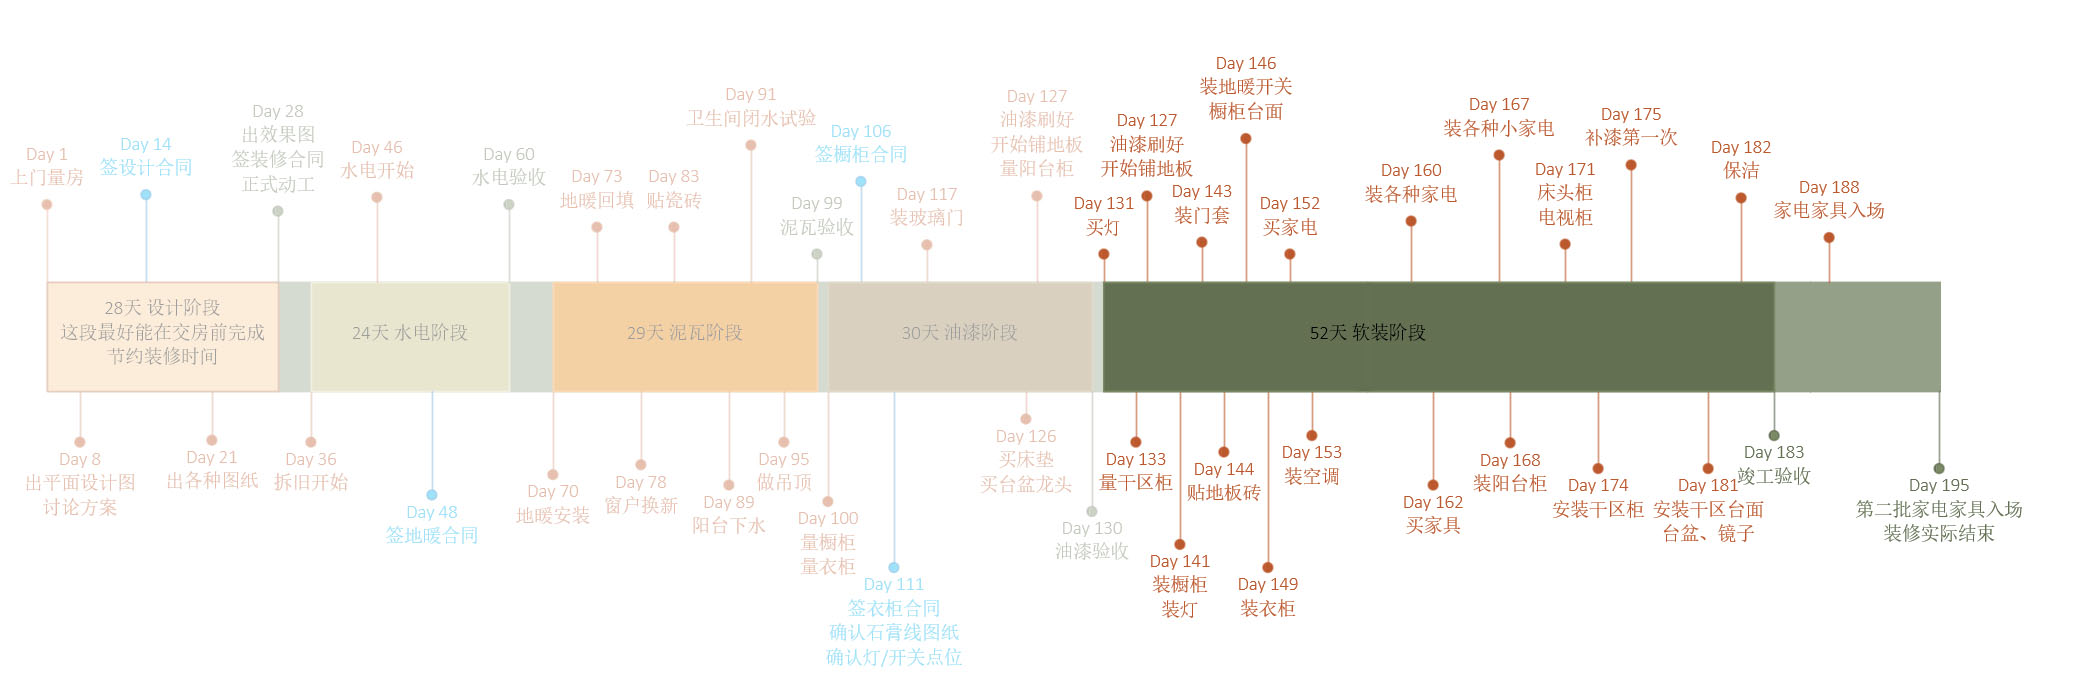 Day 1
上门量房
Day 14
签设计合同
Day 28
出效果图
签装修合同
正式动工
Day 46
水电开始
Day 60
水电验收
Day 73
地暖回填
Day 83
贴瓷砖
Day 91
卫生间闭水试验
Day 99
泥瓦验收
Day 106
签橱柜合同
Day 117
装玻璃门
Day 127
油漆刷好
开始铺地板
量阳台柜
Day 131
买灯
Day 127
油漆刷好
开始铺地板
Day 143
装门套
Day 146
装地暖开关
橱柜台面
Day 152
买家电
Day 160
装各种家电
Day 167
装各种小家电
Day 171
床头柜
电视柜
Day 175
补漆第一次
Day 182
保洁
Day 188
家电家具入场
28天 设计阶段
这段最好能在交房前完成
节约装修时间
24天 水电阶段
29天 泥瓦阶段
30天 油漆阶段
52天 软装阶段
Day 8
出平面设计图
讨论方案
Day 21
出各种图纸
Day 36
拆旧开始
Day 48
签地暖合同
Day 70
地暖安装
Day 78
窗户换新
Day 89
阳台下水
Day 95
做吊顶
Day 100
量橱柜
量衣柜
Day 111
签衣柜合同
确认石膏线图纸
确认灯/开关点位
Day 126
买床垫
买台盆龙头
Day 130
油漆验收
Day 133
量干区柜
Day 141
装橱柜
装灯
Day 144
贴地板砖
Day 149
装衣柜
Day 153
装空调
Day 162
买家具
Day 168
装阳台柜
Day 174
安装干区柜
Day 181
安装干区台面
台盆、镜子
Day 183
竣工验收
Day 195
第二批家电家具入场
装修实际结束